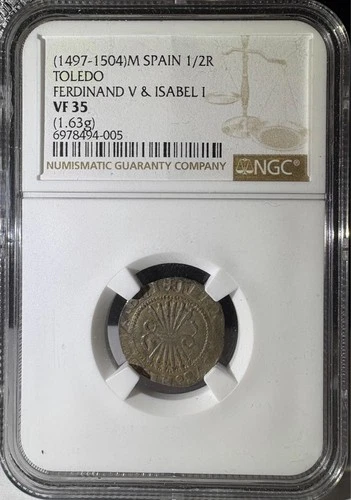 (1497-1504)M SPAIN 1/2R
TOLEDO
FERDINAND V & ISABEL I
VF 35
(1.63g)
6978494-005
NUMISMATIC GUARANTY COMPANY
NGC®